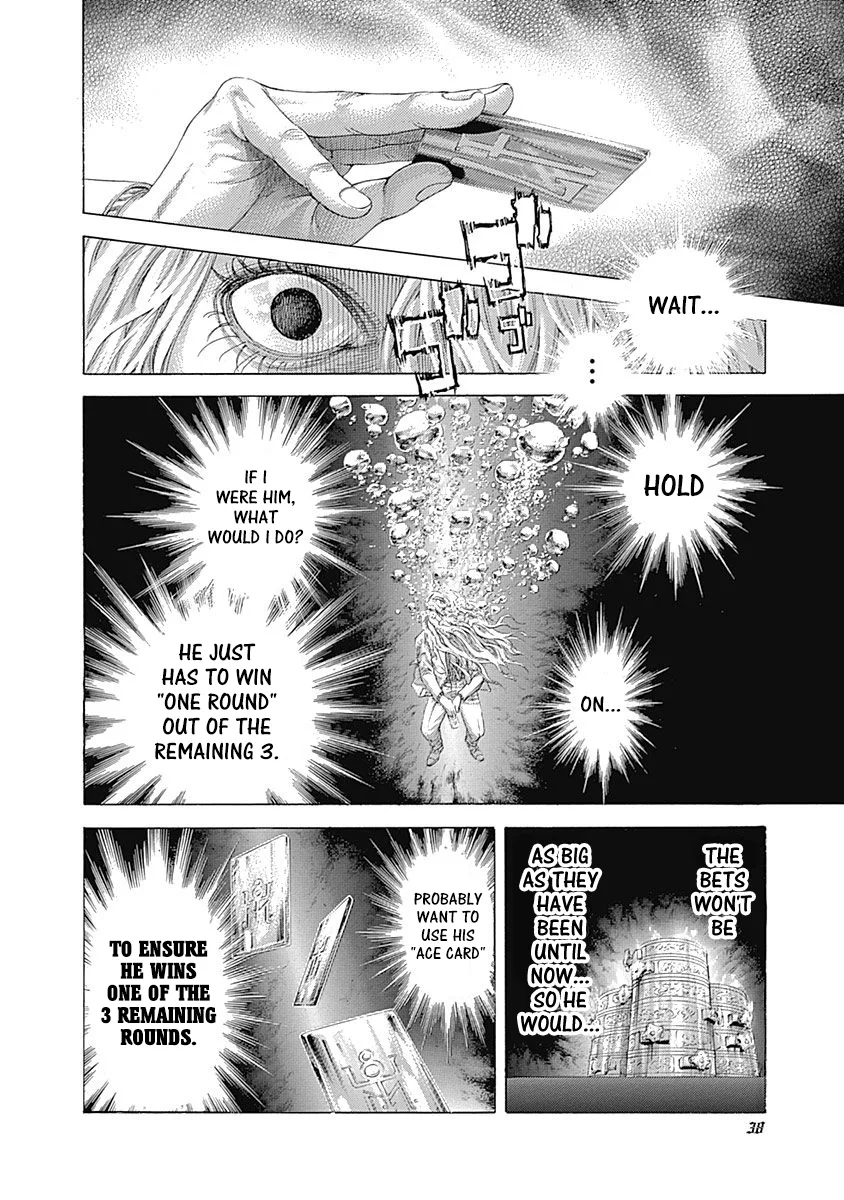 WAIT...
...
HOLD
ON...
IF I
WERE HIM,
WHAT
WOULD I DO?
HE JUST
HAS TO WIN
"ONE ROUND"
OUT OF THE
REMAINING 3.
THE
BETS
WON'T
BE
AS BIG
AS THEY
HAVE
BEEN
UNTIL
NOW...
SO HE
WOULD...
PROBABLY
WANT TO
USE HIS
"ACE CARD"
TO ENSURE
HE WINS
ONE OF THE
3 REMAINING
ROUNDS.
38